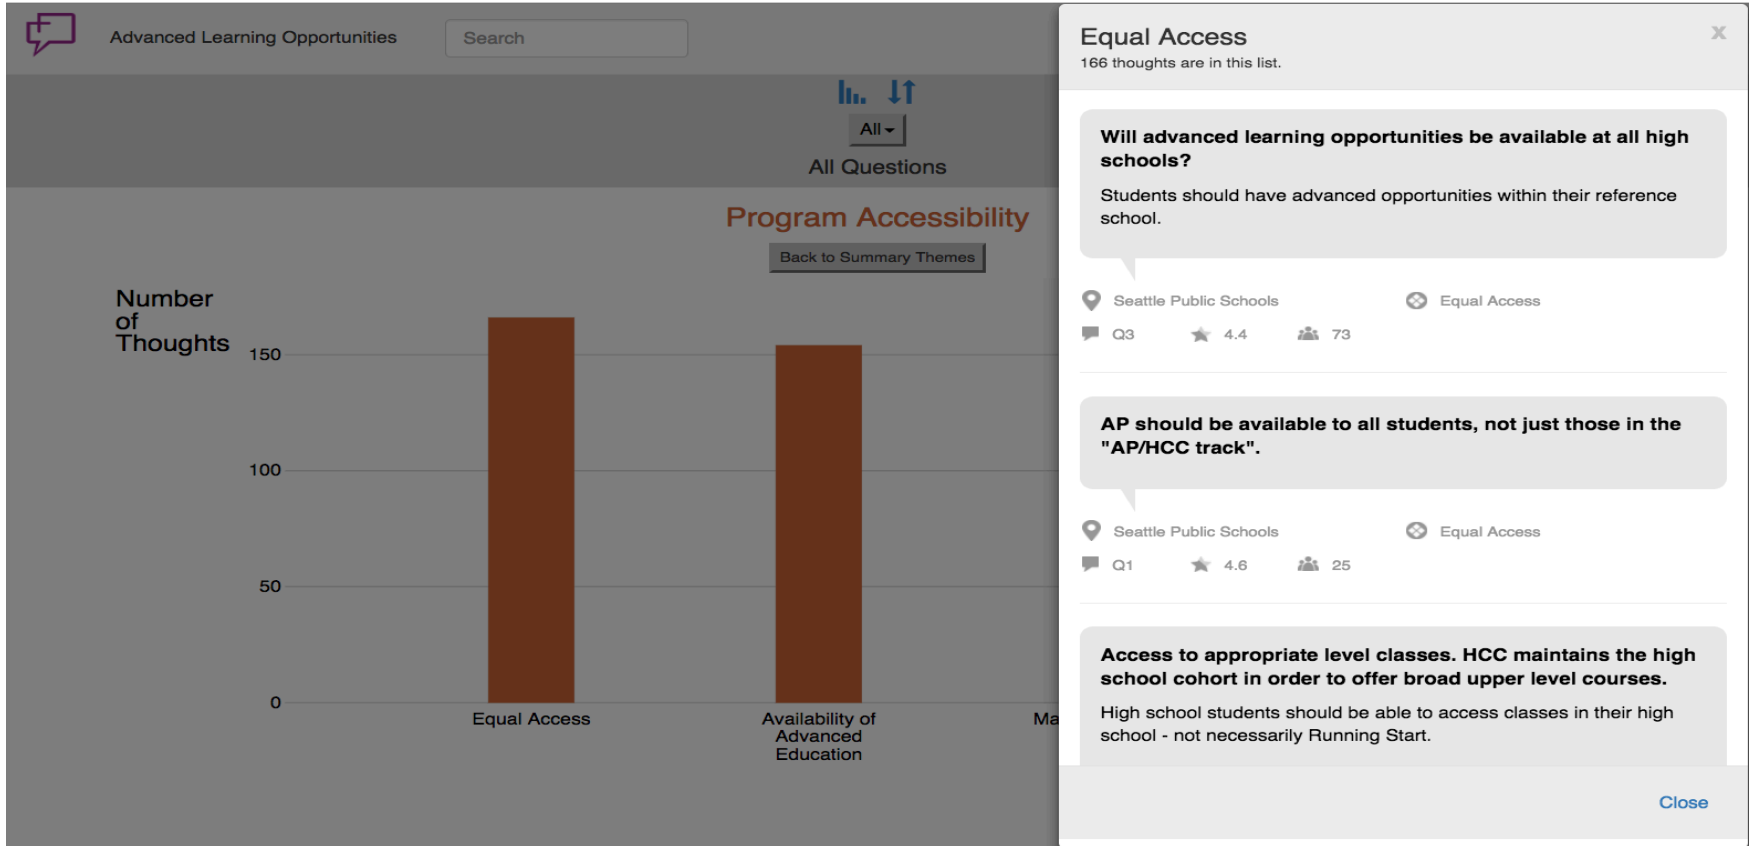 Advanced Learning Opportunities
Search
All
All Questions
Program Accessibility
Back to Summary Themes
Number
of
Thoughts
150
100
50
0
Equal Access
Availability of
Advanced
Education
Ma
Equal Access
x
166 thoughts are in this list.
Will advanced learning opportunities be available at all high
schools?
Students should have advanced opportunities within their reference
school.
Seattle Public Schools
Equal Access
Q3 4.4 73
AP should be available to all students, not just those in the
"AP/HCC track".
Seattle Public Schools
Equal Access
Q1 4.6 25
Access to appropriate level classes. HCC maintains the high
school cohort in order to offer broad upper level courses.
High school students should be able to access classes in their high
school - not necessarily Running Start.
Close